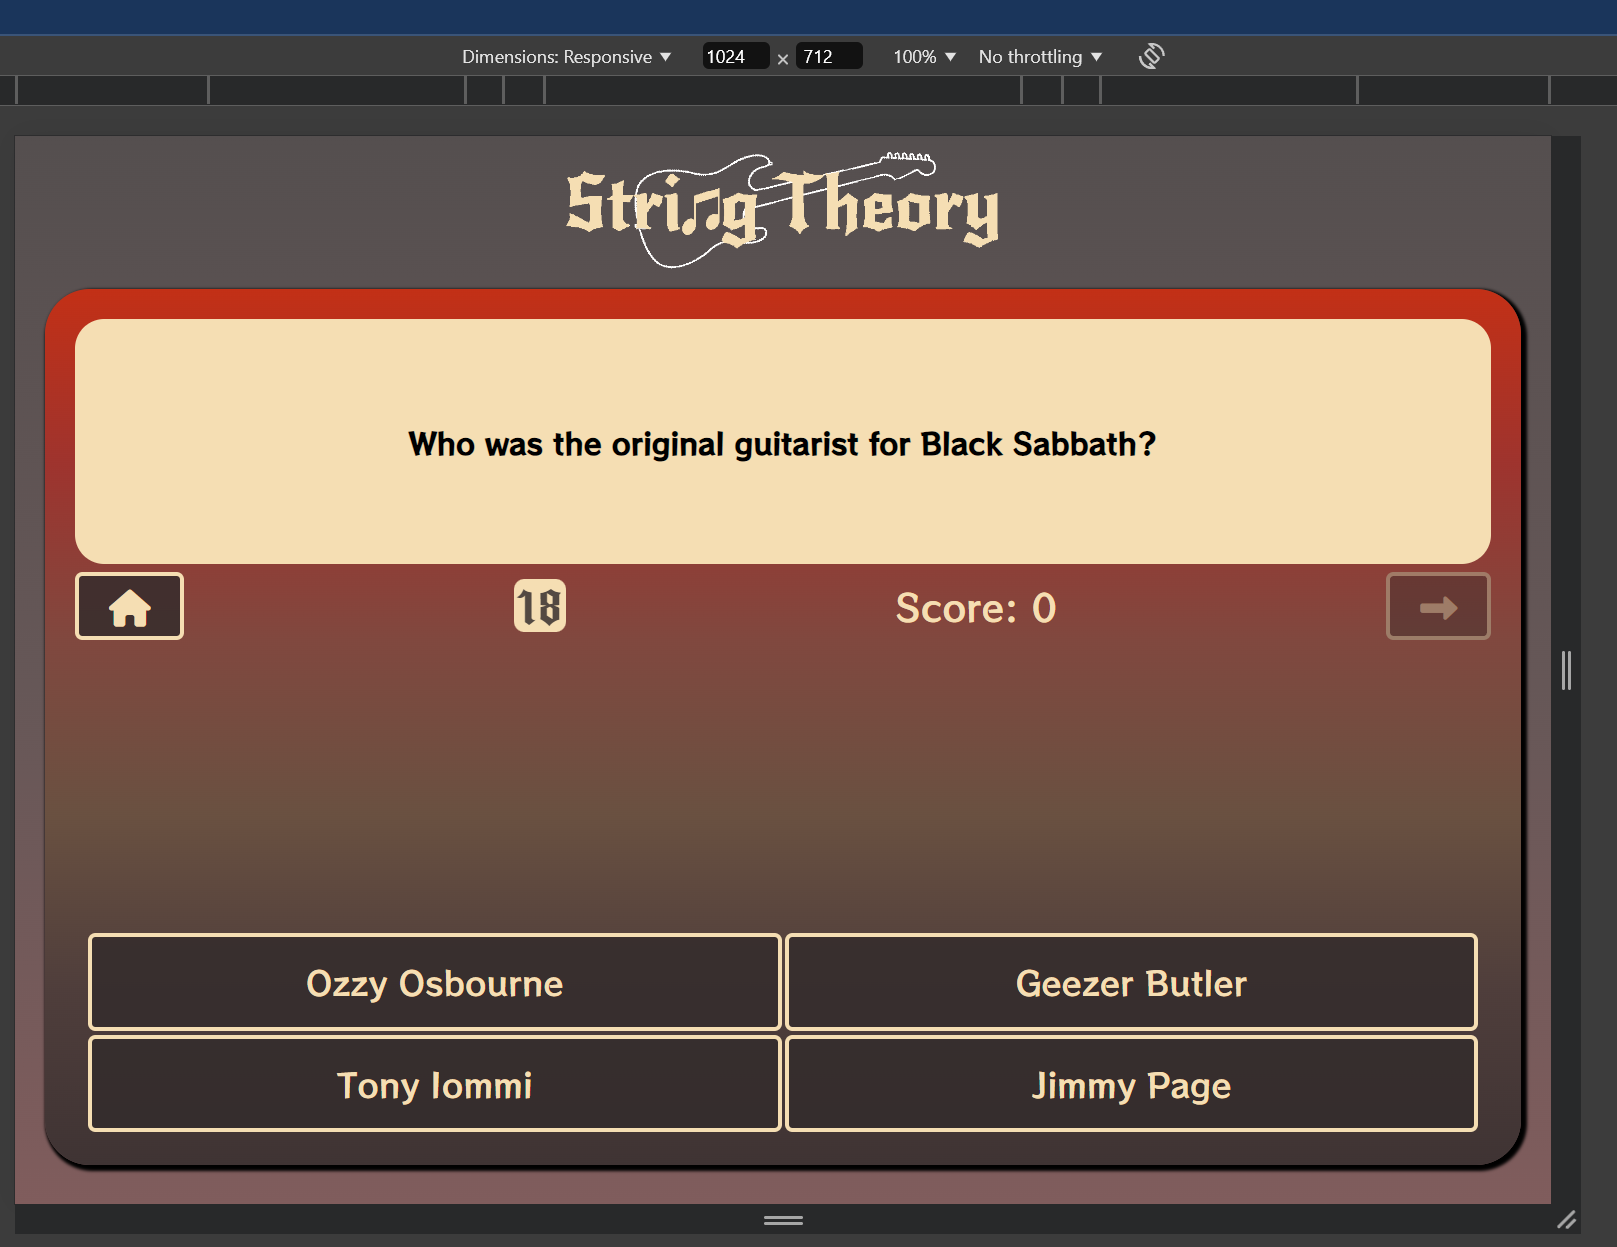 Dimensions: Responsive ▼ 1024 × 712 100% ▼ No throttling ▼
String Theory
Who was the original guitarist for Black Sabbath?
18 Score: 0
Ozzy Osbourne Geezer Butler
Tony Iommi Jimmy Page